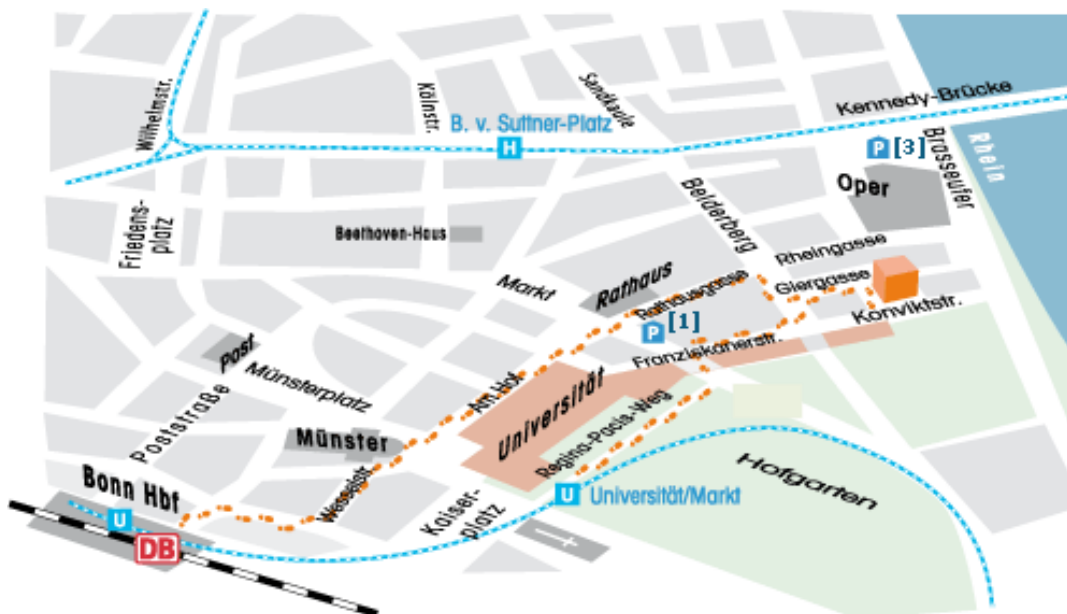 Wilhelmstr.
Kölnstr.
Sandkaule
B. v. Suttner-Platz
H
Kennedy-Brücke
P [3]
Brasseufer
Rhein
Oper
Friedens-
platz
Beethoven-Haus
Belderberg
Rheingasse
Markt
Rathaus
Rathausgasse
Giergasse
Konviktstr.
P [1]
Franziskanerstr.
Post
Münsterplatz
Am Hof
Universität
Regina-Pacis-Weg
Poststraße
Münster
Wesselstr.
Kaiser-
platz
Hofgarten
Bonn Hbf
U
U Universität/Markt
DB